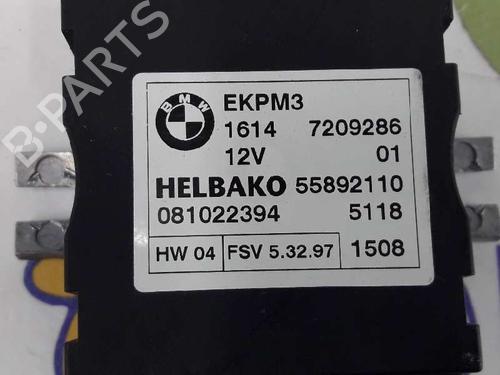 B-PARTS
BMW
EKPM3
1614 7209286
12V 01
HELBAKO 55892110
081022394 5118
HW 04 FSV 5.32.97 1508